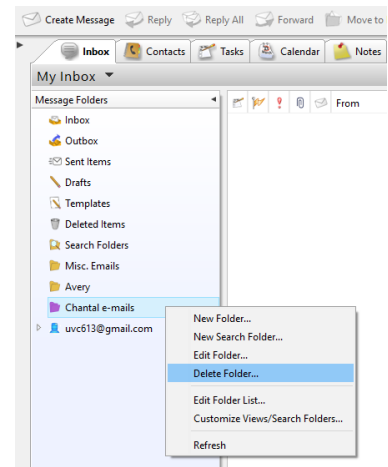 Create Message Reply Reply All Forward Move to
Inbox Contacts Tasks Calendar Notes
My Inbox
Message Folders
From
Inbox
Outbox
Sent Items
Drafts
Templates
Deleted Items
Search Folders
Misc. Emails
Avery
Chantal e-mails
uvc613@gmail.com
New Folder...
New Search Folder...
Edit Folder...
Delete Folder...
Edit Folder List...
Customize Views/Search Folders...
Refresh